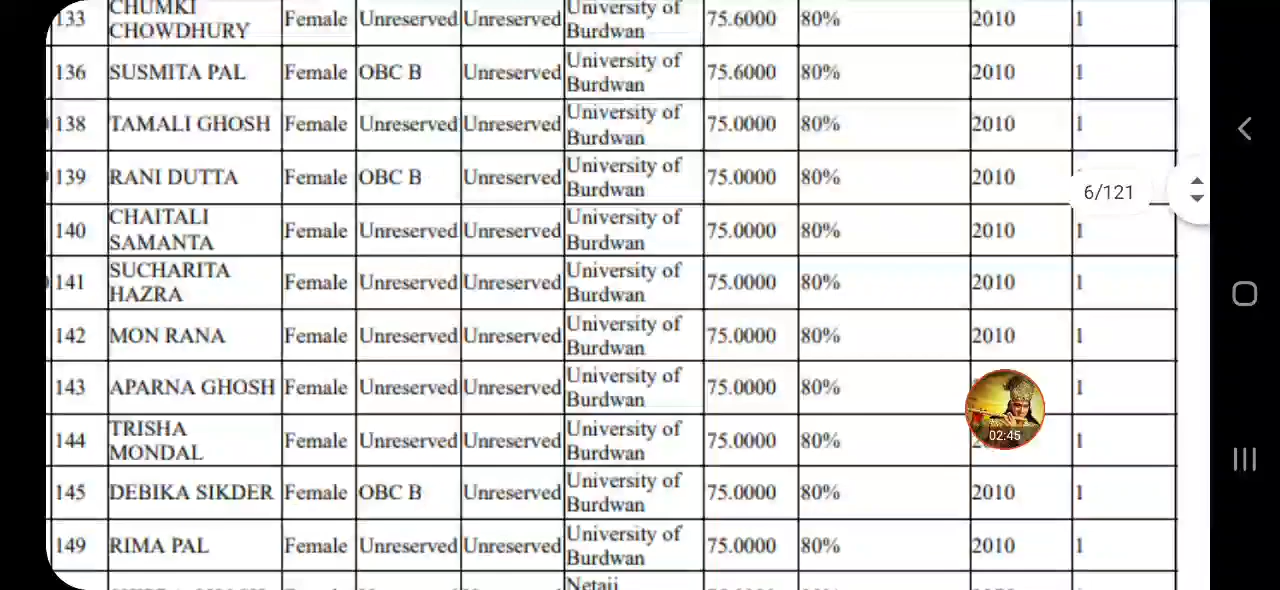 133 CHUMKI CHOWDHURY Female Unreserved Unreserved University of Burdwan 75.6000 80% 2010 1
136 SUSMITA PAL Female OBC B Unreserved University of Burdwan 75.6000 80% 2010 1
138 TAMALI GHOSH Female Unreserved Unreserved University of Burdwan 75.0000 80% 2010 1
139 RANI DUTTA Female OBC B Unreserved University of Burdwan 75.0000 80% 2010
6/121
140 CHAITALI SAMANTA Female Unreserved Unreserved University of Burdwan 75.0000 80% 2010 1
141 SUCHARITA HAZRA Female Unreserved Unreserved University of Burdwan 75.0000 80% 2010 1
142 MON RANA Female Unreserved Unreserved University of Burdwan 75.0000 80% 2010 1
143 APARNA GHOSH Female Unreserved Unreserved University of Burdwan 75.0000 80% 1
02:45
144 TRISHA MONDAL Female Unreserved Unreserved University of Burdwan 75.0000 80% 1
145 DEBIKA SIKDER Female OBC B Unreserved University of Burdwan 75.0000 80% 2010 1
149 RIMA PAL Female Unreserved Unreserved University of Burdwan 75.0000 80% 2010 1
Netaji